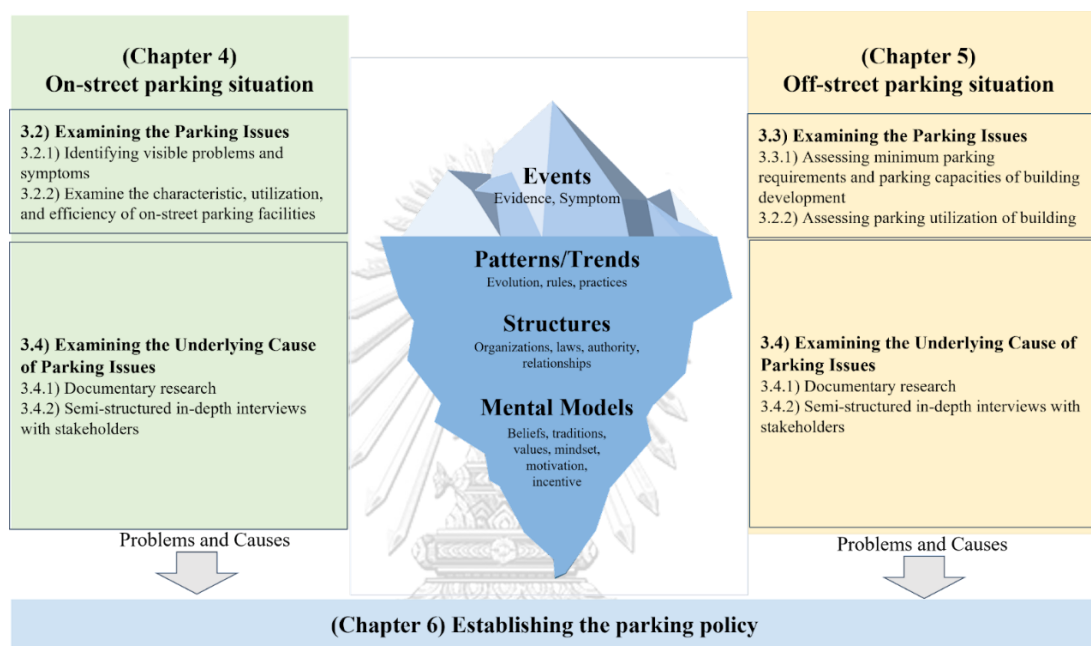 (Chapter 4)
On-street parking situation
3.2) Examining the Parking Issues
3.2.1) Identifying visible problems and
symptoms
3.2.2) Examine the characteristic, utilization,
and efficiency of on-street parking facilities
3.4) Examining the Underlying Cause
of Parking Issues
3.4.1) Documentary research
3.4.2) Semi-structured in-depth interviews
with stakeholders
Problems and Causes
Events
Evidence, Symptom
Patterns/Trends
Evolution, rules, practices
Structures
Organizations, laws, authority,
relationships
Mental Models
Beliefs, traditions,
values, mindset,
motivation,
incentive
(Chapter 5)
Off-street parking situation
3.3) Examining the Parking Issues
3.3.1) Assessing minimum parking
requirements and parking capacities of building
development
3.2.2) Assessing parking utilization of building
3.4) Examining the Underlying Cause of
Parking Issues
3.4.1) Documentary research
3.4.2) Semi-structured in-depth interviews with
stakeholders
Problems and Causes
(Chapter 6) Establishing the parking policy